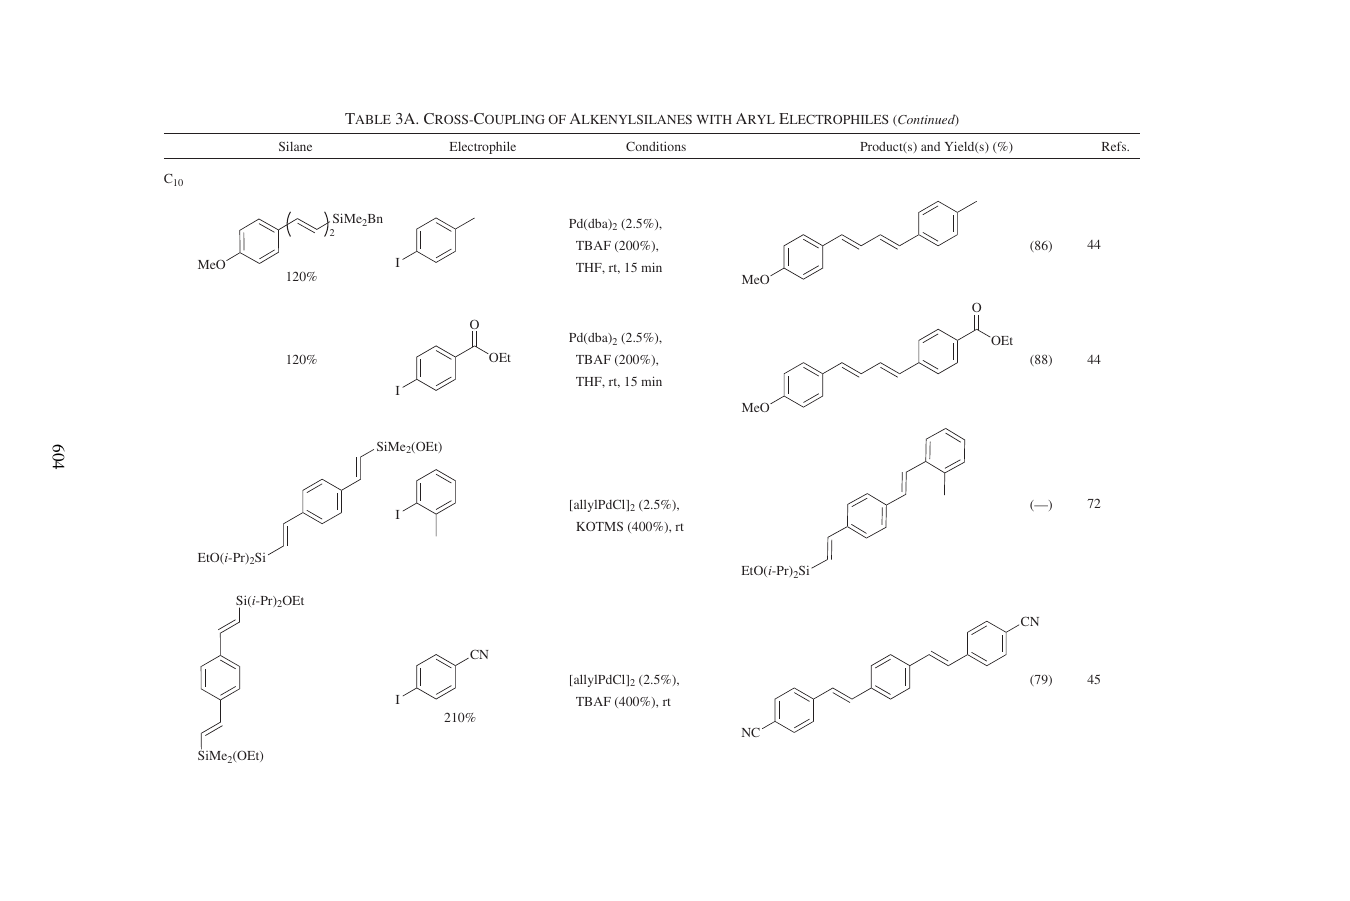 TABLE 3A. CROSS-COUPLING OF ALKENYLSILANES WITH ARYL ELECTROPHILES (Continued)
Silane Electrophile Conditions Product(s) and Yield(s) (%) Refs.
C10
SiMe2Bn
2
MeO
120%
I
Pd(dba)2 (2.5%),
TBAF (200%),
THF, rt, 15 min
MeO
(86)
44
120%
O
OEt
I
Pd(dba)2 (2.5%),
TBAF (200%),
THF, rt, 15 min
O
OEt
MeO
(88)
44
604
SiMe2(OEt)
EtO(i-Pr)2Si
I
[allylPdCl]2 (2.5%),
KOTMS (400%), rt
EtO(i-Pr)2Si
(—)
72
Si(i-Pr)2OEt
SiMe2(OEt)
CN
I
210%
[allylPdCl]2 (2.5%),
TBAF (400%), rt
CN
NC
(79)
45